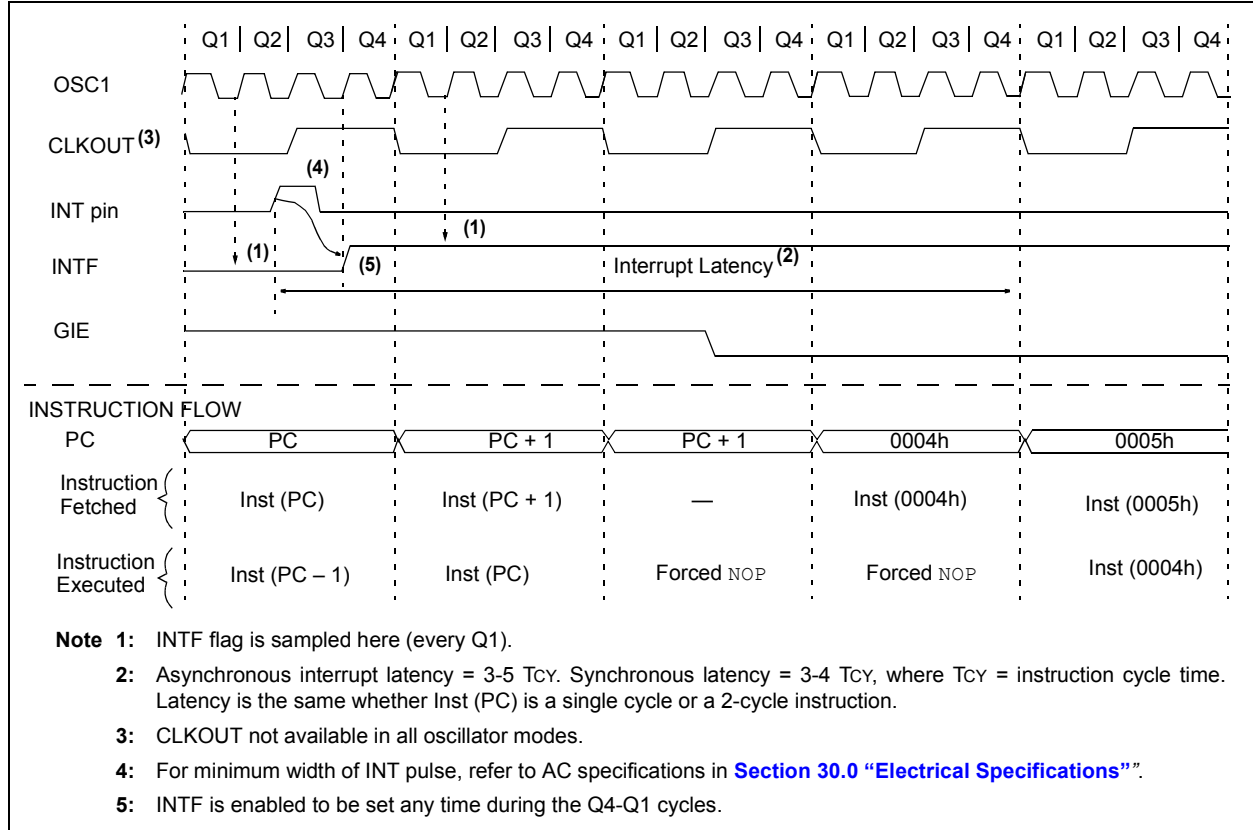 Q1 Q2 Q3 Q4 Q1 Q2 Q3 Q4 Q1 Q2 Q3 Q4 Q1 Q2 Q3 Q4 Q1 Q2 Q3 Q4
OSC1
CLKOUT (3)
(4)
INT pin
(1)
(1)
INTF
(5)
Interrupt Latency (2)
GIE
INSTRUCTION FLOW
PC PC PC + 1 PC + 1 0004h 0005h
Instruction Fetched Inst (PC) Inst (PC + 1) — Inst (0004h) Inst (0005h)
Instruction Executed Inst (PC – 1) Inst (PC) Forced NOP Forced NOP Inst (0004h)
Note 1: INTF flag is sampled here (every Q1).
2: Asynchronous interrupt latency = 3-5 TCY. Synchronous latency = 3-4 TCY, where TCY = instruction cycle time.
Latency is the same whether Inst (PC) is a single cycle or a 2-cycle instruction.
3: CLKOUT not available in all oscillator modes.
4: For minimum width of INT pulse, refer to AC specifications in Section 30.0 “Electrical Specifications””.
5: INTF is enabled to be set any time during the Q4-Q1 cycles.